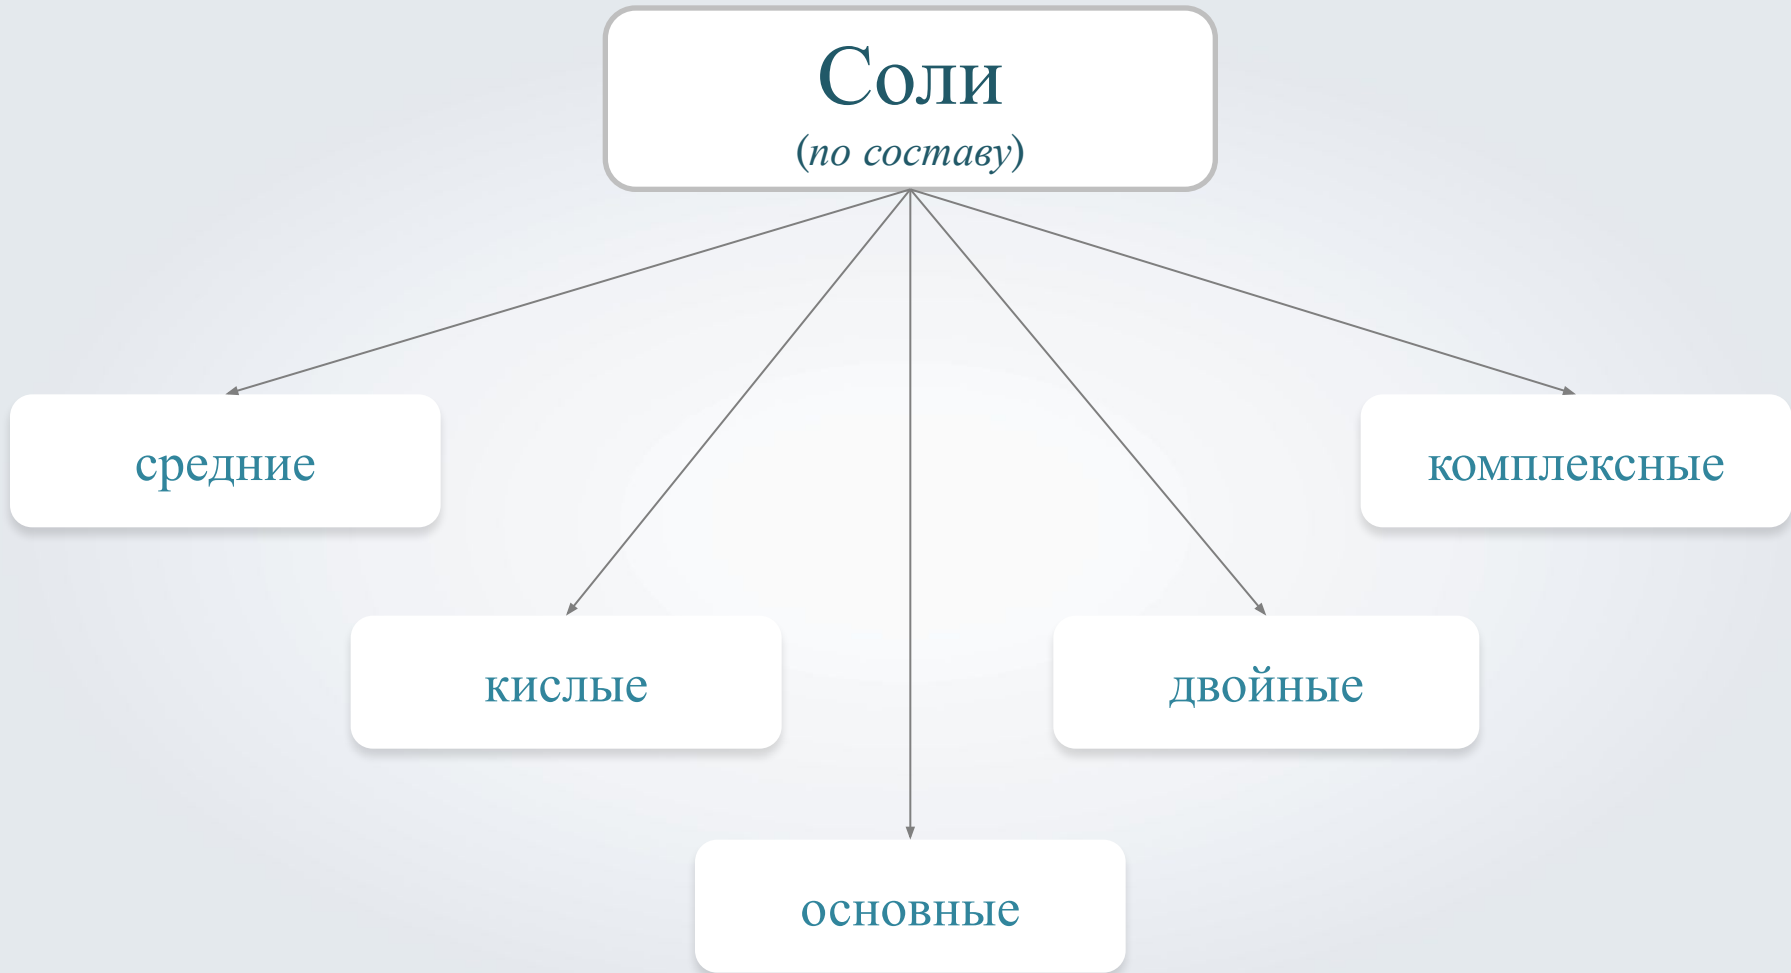 Соли
(по составу)
средние
комплексные
кислые
двойные
основные